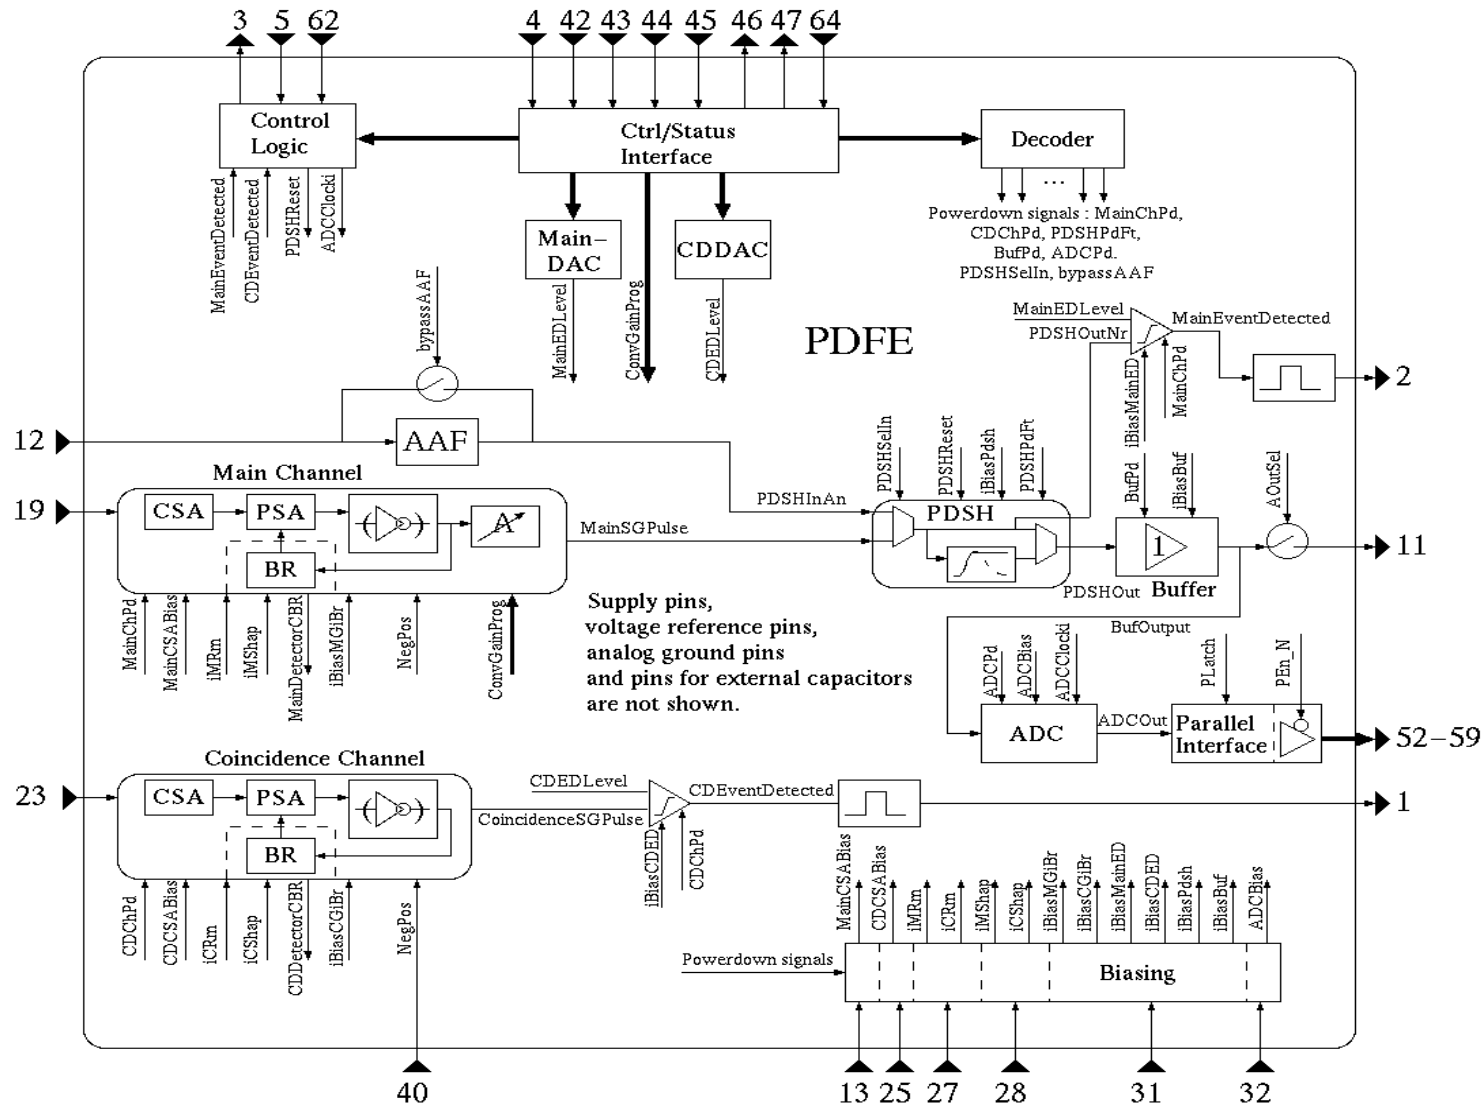 3 5 62 4 42 43 44 45 46 47 64
Control
Logic
Ctrl/Status
Interface
Decoder
...
MainEventDetected
CDEventDetected
PDSHReset
ADCClocki
Main–
DAC
CDDAC
Powerdown signals : MainChPd,
CDChPd, PDSHPdFt,
BufPd, ADCPd.
PDSHSelIn, bypassAAF
bypassAAF
MainEDLevel
ConvGainProg
CDEDLevel
PDFE
MainEDLevel
PDSHOutNr
MainEventDetected
iBiasMainED
MainChPd
2
12
AAF
Main Channel
19
CSA
PSA
A
BR
MainSGPulse
PDSHInAn
PDSHSelIn
PDSHReset
iBiasPdsh
PDSHPdFt
PDSH
BufPd
iBiasBuf
AOutSel
1
11
PDSHOut
Buffer
BufOutput
MainChPd
MainCSABias
iMRm
iMShap
MainDetectorCBR
iBiasMGiBr
NegPos
ConvGainProg
Supply pins,
voltage reference pins,
analog ground pins
and pins for external capacitors
are not shown.
ADCPd
ADCBias
ADCClocki
PLatch
PEn_N
ADC
ADCOut
Parallel
Interface
52–59
Coincidence Channel
23
CSA
PSA
BR
CDEDLevel
CoincidenceSGPulse
CDEventDetected
iBiasCDED
CDChPd
1
CDChPd
CDCSABias
iCRm
iCShap
CDDetectorCBR
iBiasCGiBr
NegPos
MainCSABias
CDCSABias
iMRm
iCRm
iMShap
iCShap
iBiasMGiBr
iBiasCGiBr
iBiasMainED
iBiasCDED
iBiasPdsh
iBiasBuf
ADCBias
Powerdown signals
Biasing
40 13 25 27 28 31 32